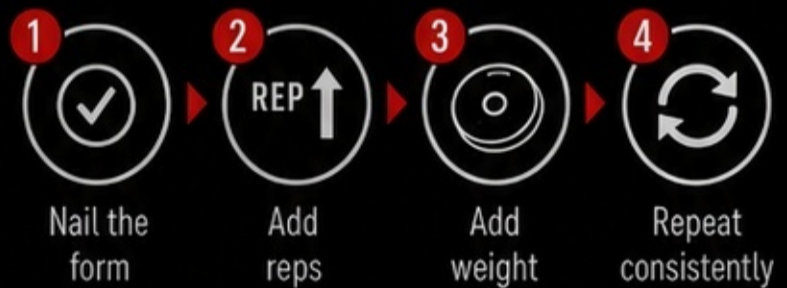 1
2
3
4
REP
Nail the
form
Add
reps
Add
weight
Repeat
consistently